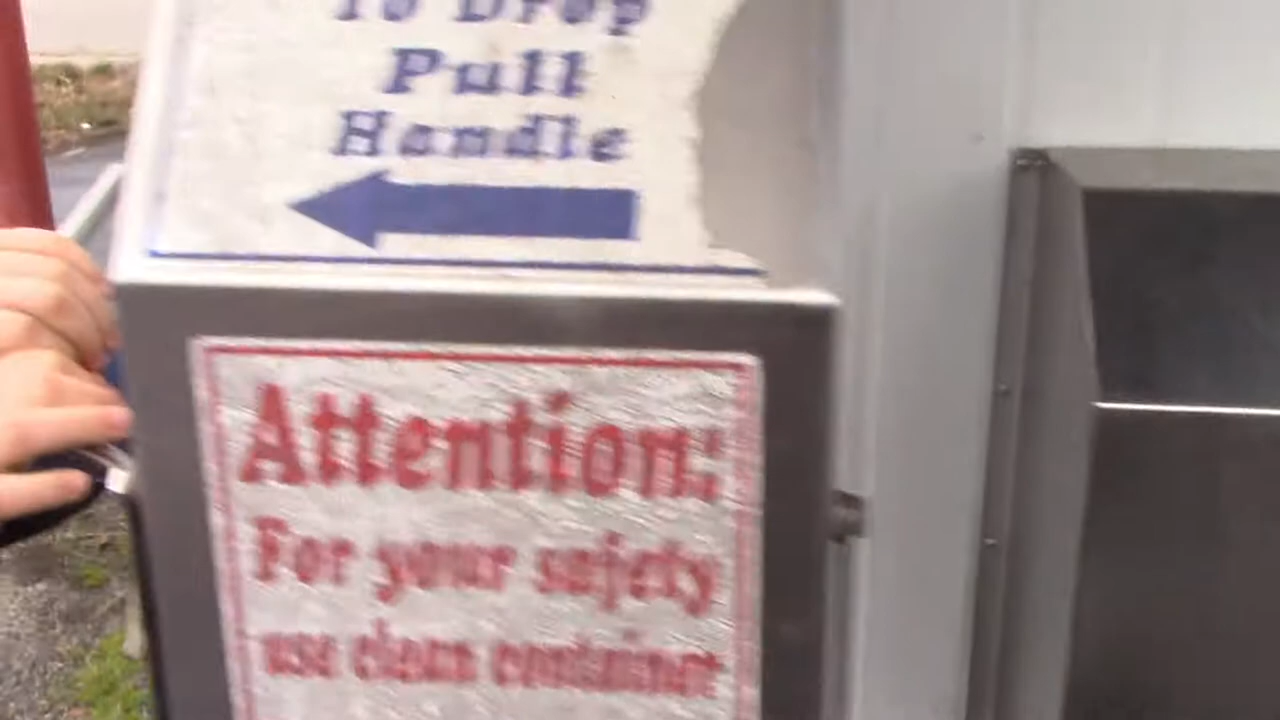 To Drop
Pull
Handle
Attention:
For your safety
use clean container